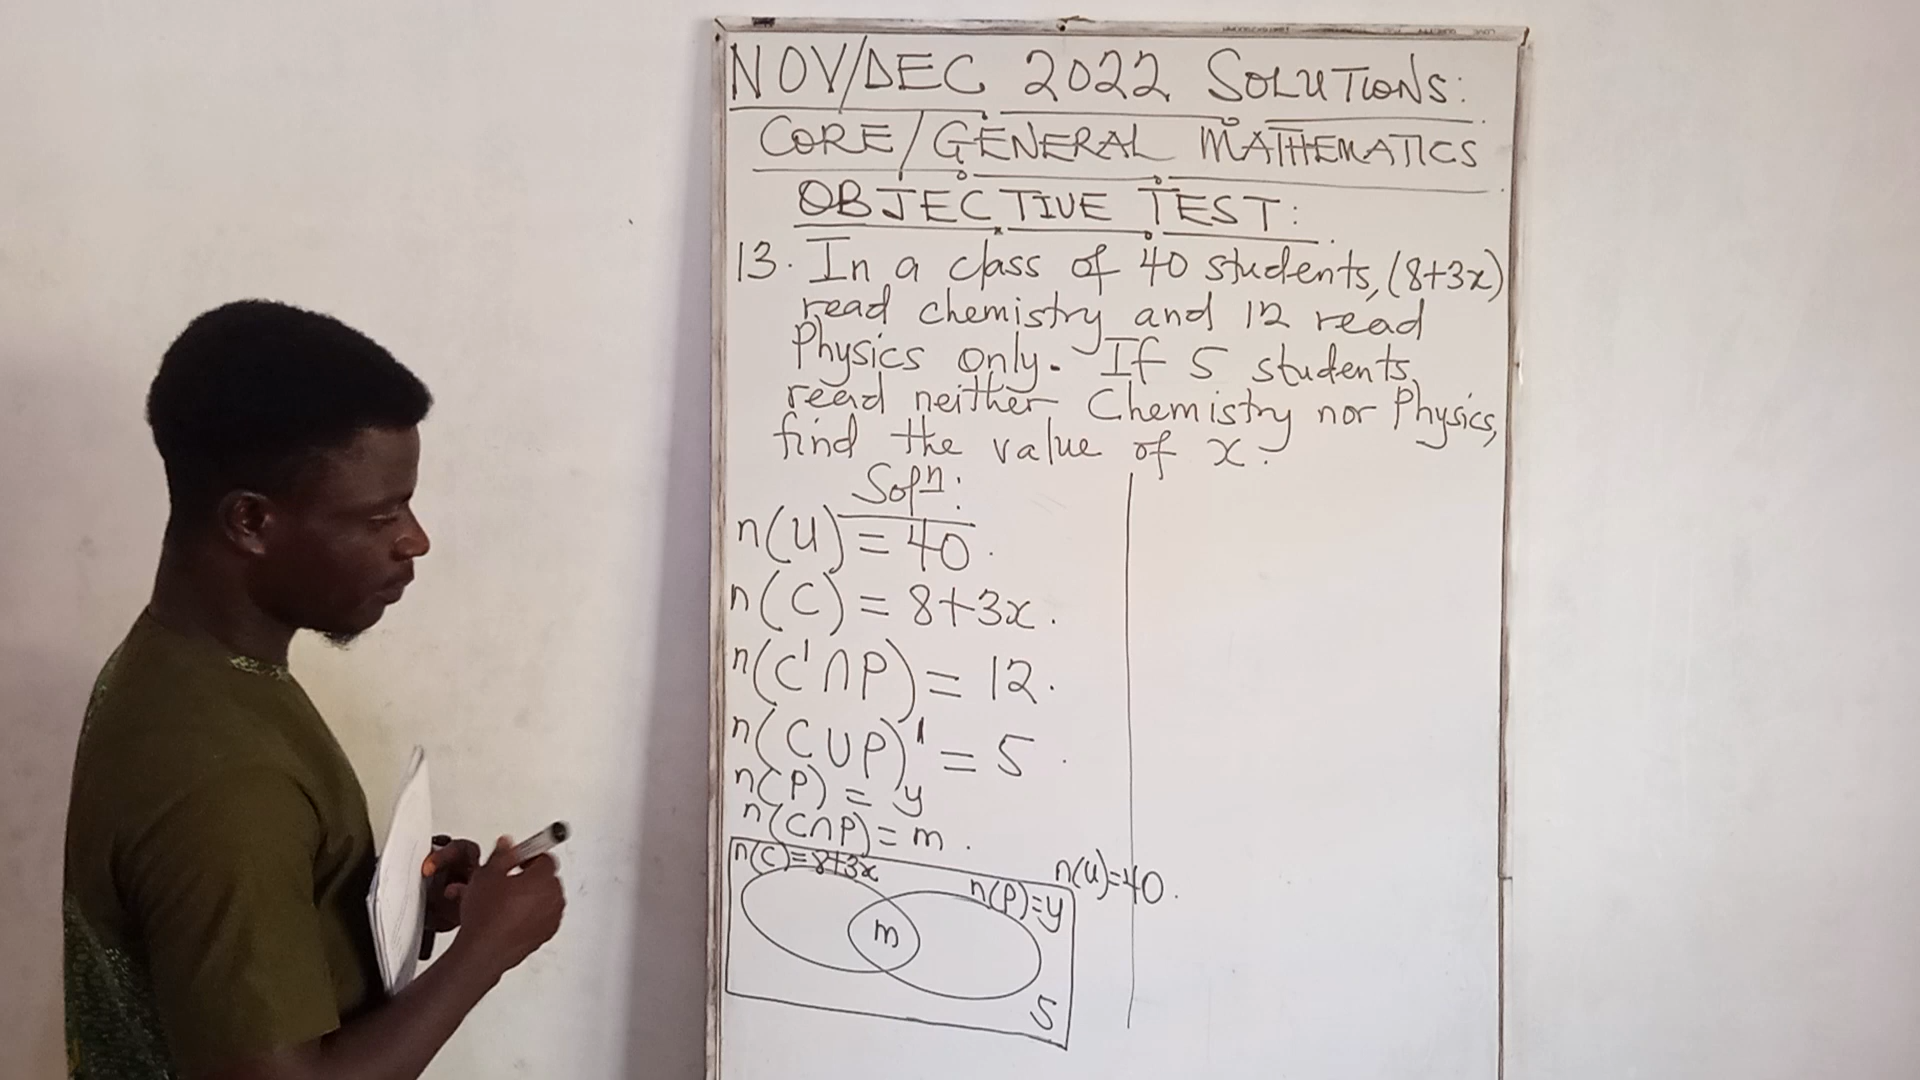 NOV/DEC 2022 SOLUTIONS:
CORE/GENERAL MATHEMATICS
OBJECTIVE TEST:
13. In a class of 40 students, (8+3x)
read chemistry and 12 read
Physics only. If 5 students
read neither Chemistry nor Physics,
find the value of x.
Solⁿ:
n(U) = 40.
n(C) = 8+3x.
n(C'∩P) = 12.
n(C∪P)' = 5.
n(P) = y
n(C∩P) = m.
n(C)=8+3x
n(U)=40.
n(P)=y
m
5